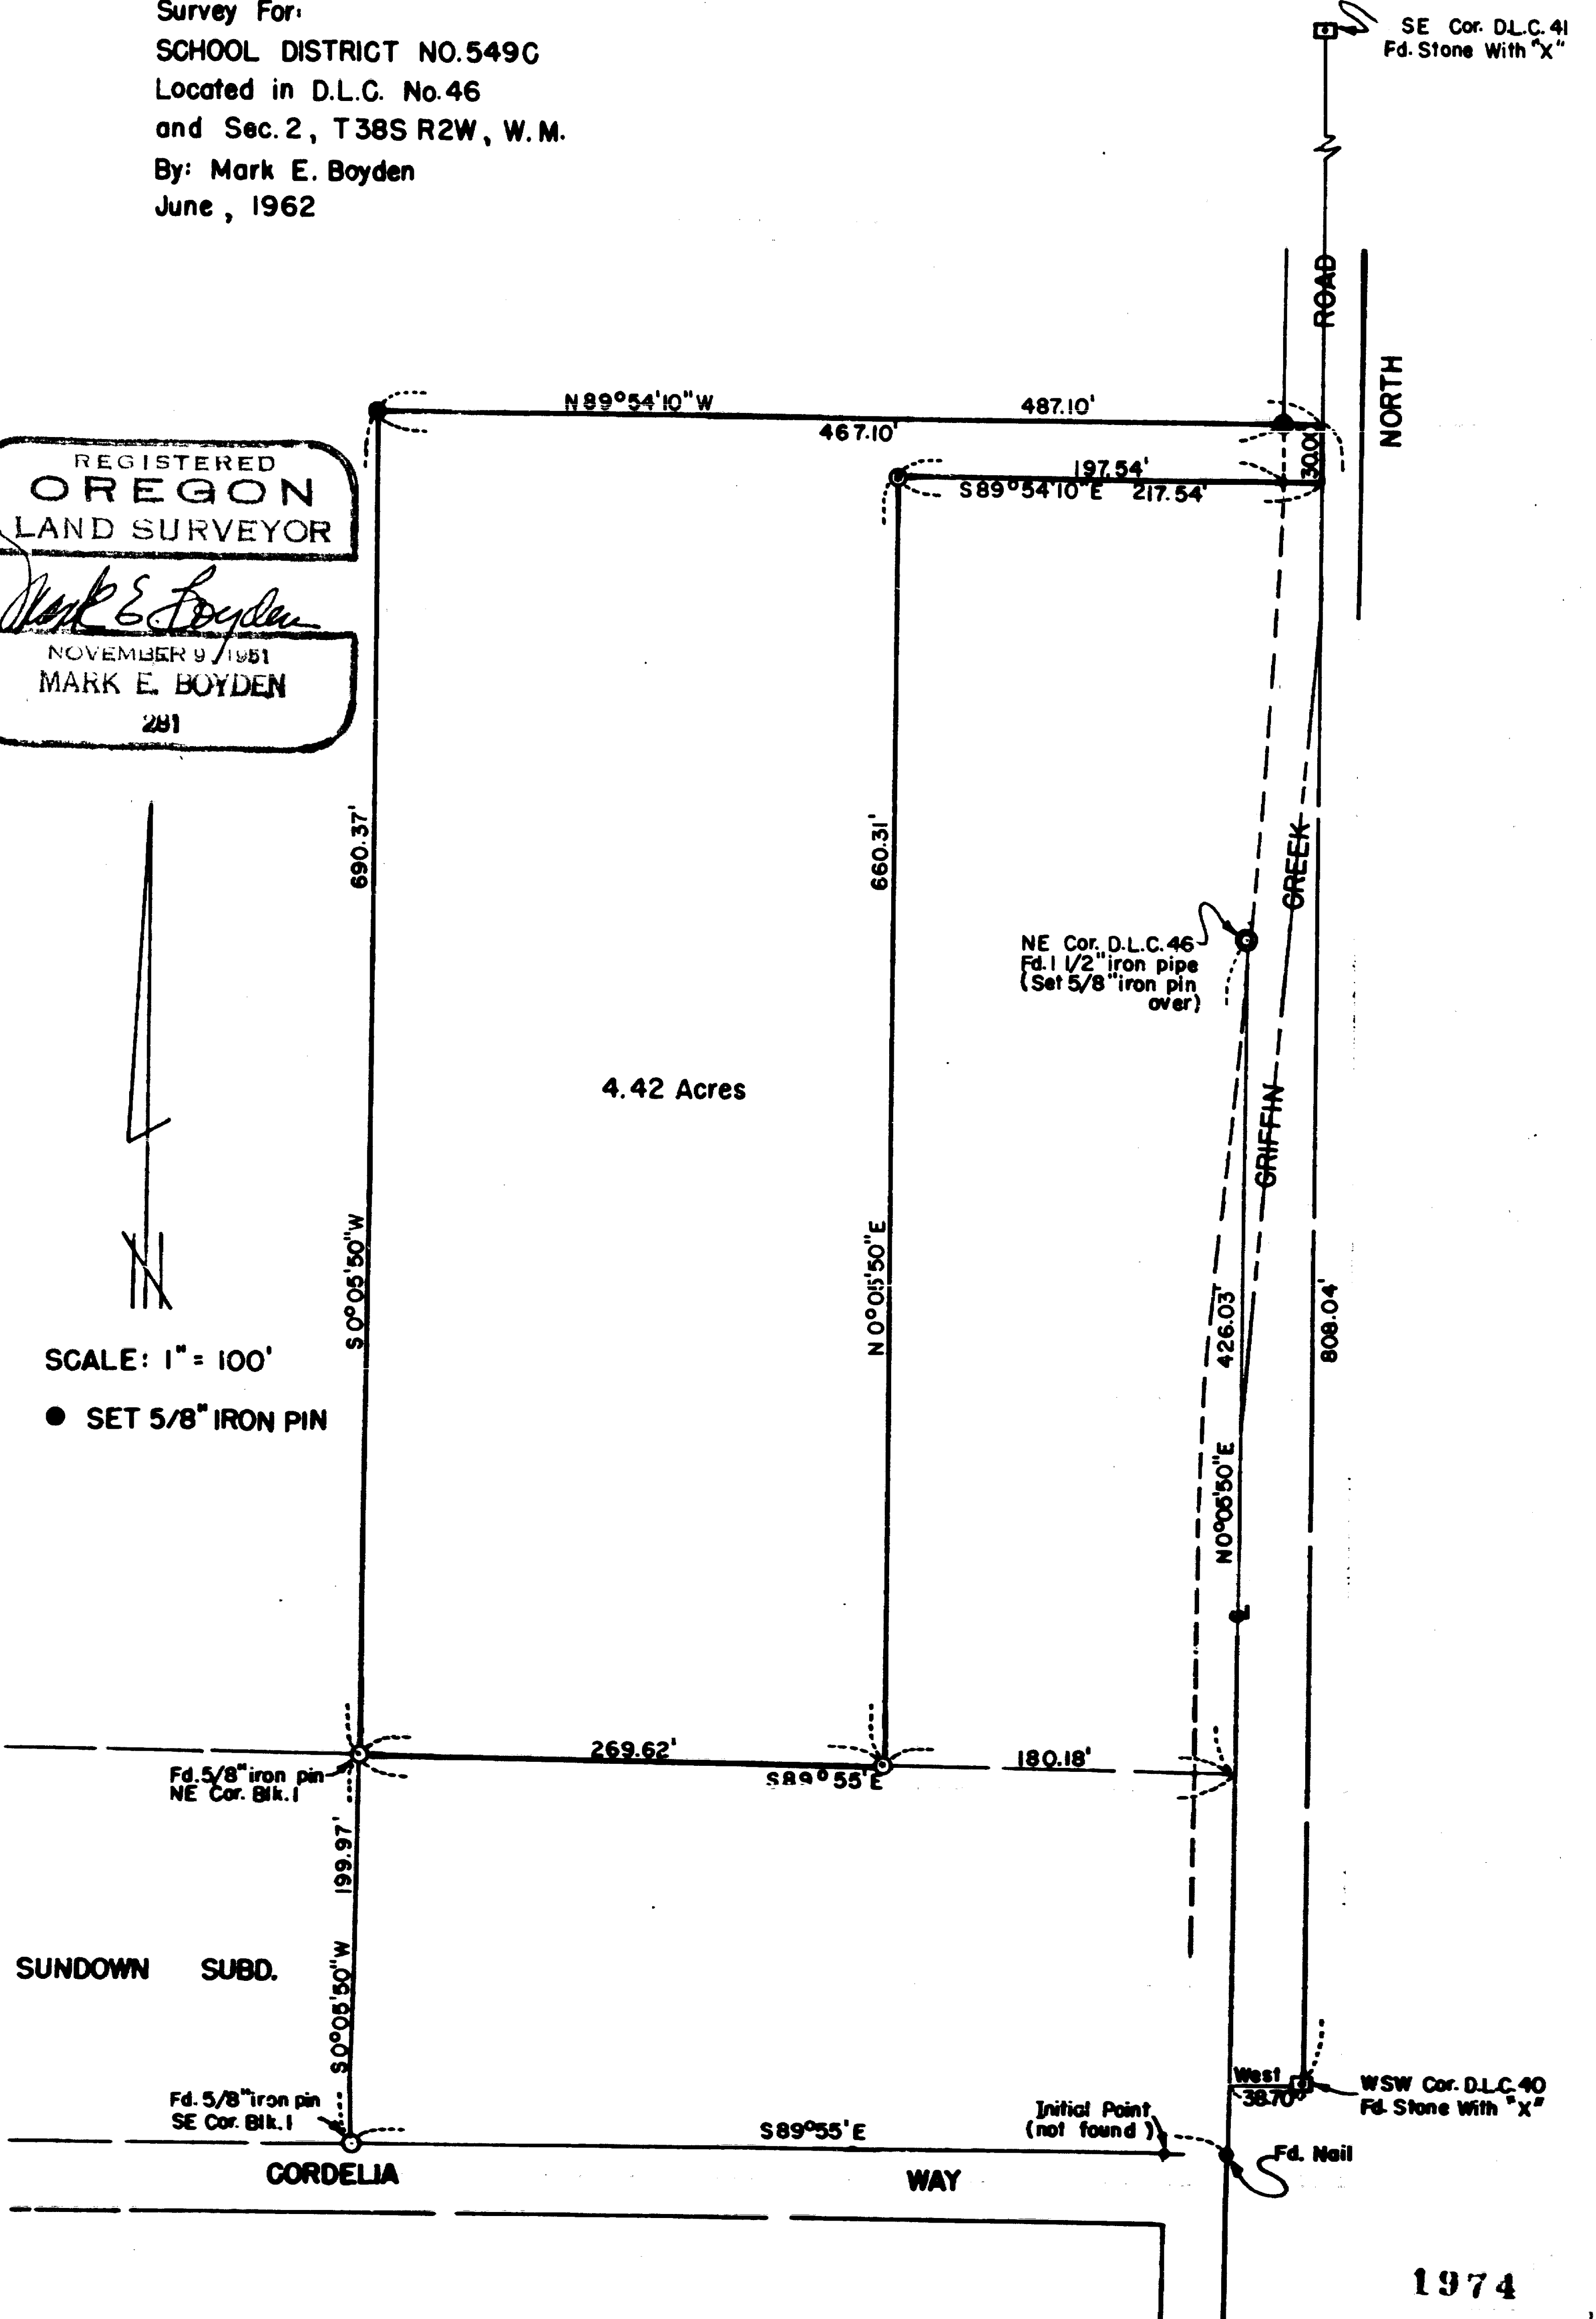 Survey For:
SCHOOL DISTRICT NO. 549C
Located in D.L.C. No. 46
and Sec. 2, T38S R2W, W.M.
By: Mark E. Boyden
June, 1962
SE Cor. D.L.C. 41
Fd. Stone With "X"
ROAD
NORTH
N 89°54'10" W
487.10'
467.10'
30.00
197.54'
S89°54'10" E 217.54'
REGISTERED
OREGON
LAND SURVEYOR
Mark E Boyden
NOVEMBER 9, 1951
MARK E. BOYDEN
281
690.37'
660.31'
CREEK
NE Cor. D.L.C. 46
Fd. 1 1/2" iron pipe
(Set 5/8" iron pin
over)
4.42 Acres
GRIFFIN
S 0°05'50" W
N 0°05'50" E
426.03'
808.04'
N 0°05'50" E
SCALE: 1" = 100'
SET 5/8" IRON PIN
269.62'
180.18'
S89°55'E
Fd. 5/8" iron pin
NE Cor. Blk. 1
199.97'
SUNDOWN SUBD.
S 0°05'50" W
West
38.70'
WSW Cor. D.L.C. 40
Fd. Stone With "X"
Fd. 5/8" iron pin
SE Cor. Blk. 1
Initial Point
(not found)
S89°55'E
Fd. Nail
CORDELIA WAY
1974